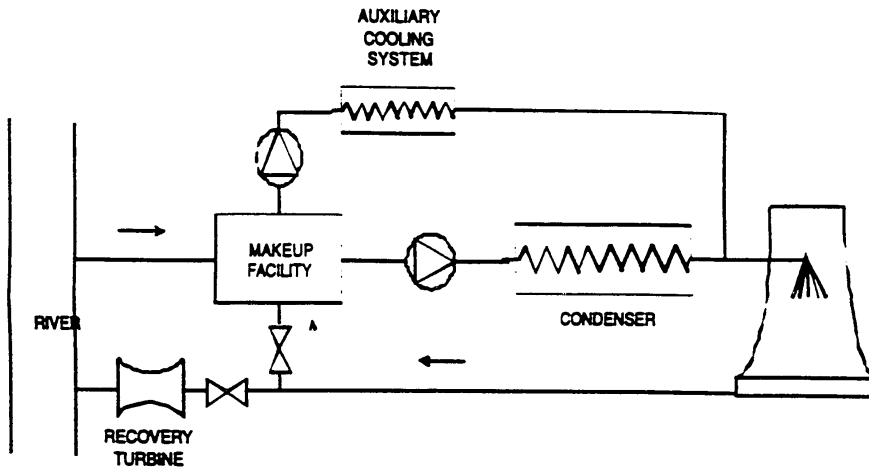 AUXILIARY
COOLING
SYSTEM
MAKEUP
FACILITY
A
RIVER
CONDENSER
RECOVERY
TURBINE